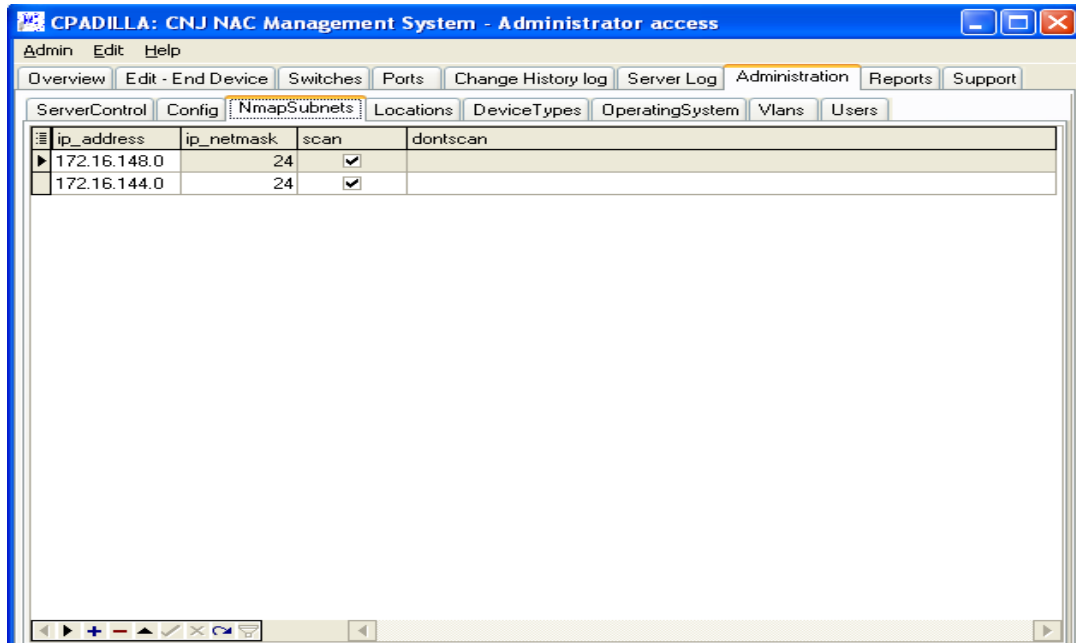 CPADILLA: CNJ NAC Management System - Administrator access
Admin Edit Help
Overview Edit - End Device Switches Ports Change History log Server Log Administration Reports Support
ServerControl Config NmapSubnets Locations DeviceTypes OperatingSystem Vlans Users
ip_address ip_netmask scan dontscan
172.16.148.0 24
172.16.144.0 24